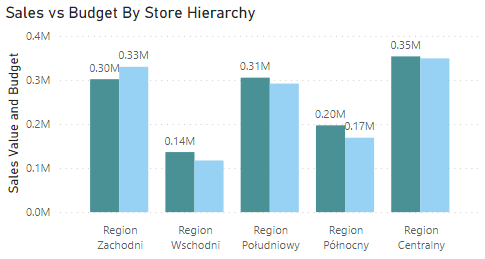 Sales vs Budget By Store Hierarchy
Sales Value and Budget
0.4M
0.3M
0.2M
0.1M
0.0M
0.30M
0.33M
0.14M
0.31M
0.20M
0.17M
0.35M
Region
Zachodni
Region
Wschodni
Region
Południowy
Region
Północny
Region
Centralny